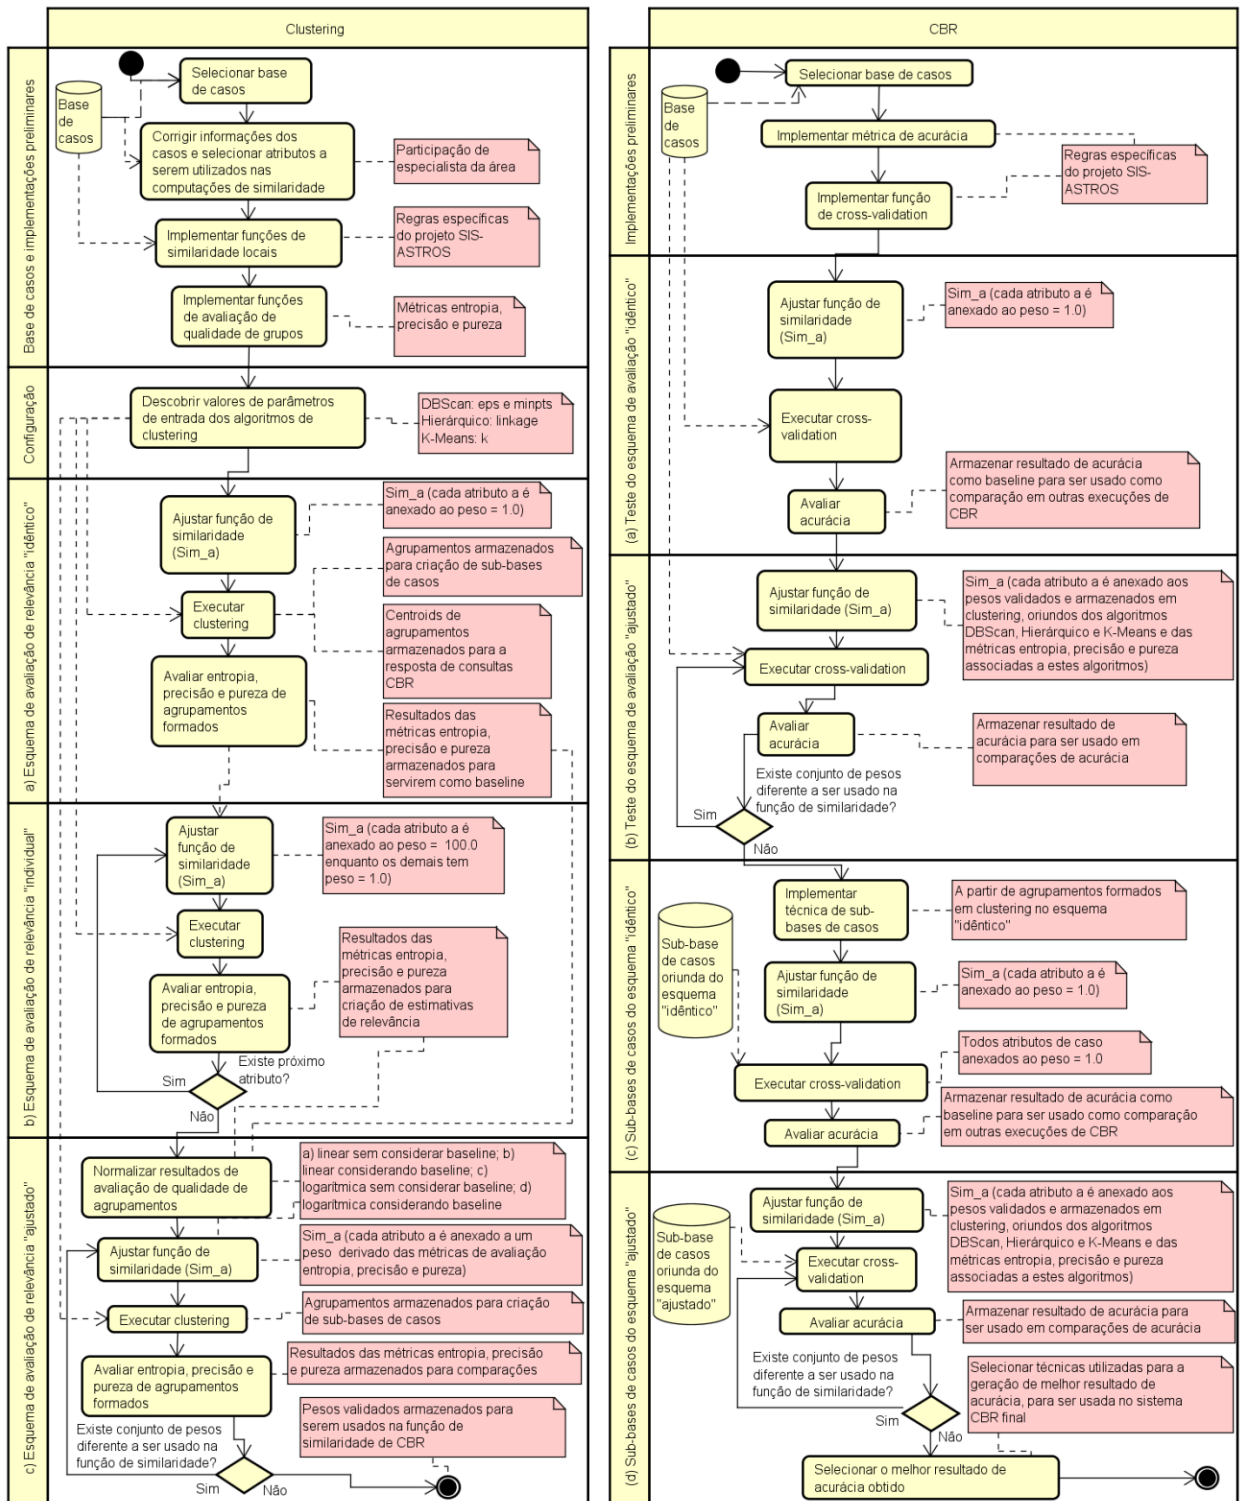 Clustering
Base de casos e implementações preliminares
Base
de
casos
Selecionar base
de casos
Corrigir informações dos
casos e selecionar atributos a
serem utilizados nas
computações de similaridade
Participação de
especialista da área
Implementar funções de
similaridade locais
Regras específicas
do projeto SIS-
ASTROS
Implementar funções
de avaliação de
qualidade de grupos
Métricas entropia,
precisão e pureza
Configuração
Descobrir valores de parâmetros
de entrada dos algoritmos de
clustering
DBScan: eps e minpts
Hierárquico: linkage
K-Means: k
a) Esquema de avaliação de relevância "idêntico"
Ajustar função de
similaridade
(Sim_a)
Sim_a (cada atributo a é
anexado ao peso = 1.0)
Executar
clustering
Agrupamentos armazenados
para criação de sub-bases
de casos
Centroids de
agrupamentos
armazenados para a
resposta de consultas
CBR
Avaliar entropia,
precisão e pureza de
agrupamentos
formados
Resultados das
métricas entropia,
precisão e pureza
armazenados para
servirem como baseline
b) Esquema de avaliação de relevância "individual"
Ajustar
função de
similaridade
(Sim_a)
Sim_a (cada atributo a é
anexado ao peso = 100.0
enquanto os demais tem
peso = 1.0)
Executar
clustering
Avaliar entropia,
precisão e pureza
de agrupamentos
formados
Resultados das
métricas entropia,
precisão e pureza
armazenados para
criação de estimativas
de relevância
Existe próximo
atributo?
Sim
Não
c) Esquema de avaliação de relevância "ajustado"
Normalizar resultados de
avaliação de qualidade de
agrupamentos
a) linear sem considerar baseline; b)
linear considerando baseline; c)
logarítmica sem considerar baseline; d)
logarítmica considerando baseline
Ajustar função de
similaridade (Sim_a)
Sim_a (cada atributo a é anexado a um
peso derivado das métricas de avaliação
entropia, precisão e pureza)
Executar clustering
Agrupamentos armazenados para criação
de sub-bases de casos
Avaliar entropia, precisão e
pureza de agrupamentos
formados
Resultados das métricas entropia, precisão
e pureza armazenados para comparações
Pesos validados armazenados para
serem usados na função de
similaridade de CBR
Existe conjunto de pesos
diferente a ser usado na
função de similaridade?
Sim
Não
CBR
Implementações preliminares
Base
de
casos
Selecionar base de casos
Implementar métrica de acurácia
Regras específicas
do projeto SIS-
ASTROS
Implementar função
de cross-validation
(a) Teste do esquema de avaliação "idêntico"
Ajustar função de
similaridade
(Sim_a)
Sim_a (cada atributo a é
anexado ao peso = 1.0)
Executar cross-
validation
Avaliar
acurácia
Armazenar resultado de acurácia
como baseline para ser usado como
comparação em outras execuções de
CBR
(b) Teste do esquema de avaliação "ajustado"
Ajustar função de
similaridade (Sim_a)
Sim_a (cada atributo a é anexado aos
pesos validados e armazenados em
clustering, oriundos dos algoritmos
DBScan, Hierárquico e K-Means e das
métricas entropia, precisão e pureza
associadas a estes algoritmos)
Executar cross-validation
Avaliar
acurácia
Armazenar resultado de
acurácia para ser usado em
comparações de acurácia
Existe conjunto de pesos
diferente a ser usado na
função de similaridade?
Sim
Não
(c) Sub-bases de casos do esquema "idêntico"
Sub-base
de casos
oriunda do
esquema
"idêntico"
Implementar
técnica de sub-
bases de casos
A partir de agrupamentos formados
em clustering no esquema
"idêntico"
Ajustar função de
similaridade
(Sim_a)
Sim_a (cada atributo a é
anexado ao peso = 1.0)
Executar cross-validation
Todos atributos de caso
anexados ao peso = 1.0
Avaliar acurácia
Armazenar resultado de acurácia como
baseline para ser usado como comparação
em outras execuções de CBR
(d) Sub-bases de casos do esquema "ajustado"
Sub-base
de casos
oriunda do
esquema
"ajustado"
Ajustar função de
similaridade (Sim_a)
Sim_a (cada atributo a é anexado aos
pesos validados e armazenados em
clustering, oriundos dos algoritmos
DBScan, Hierárquico e K-Means e das
métricas entropia, precisão e pureza
associadas a estes algoritmos)
Executar cross-
validation
Avaliar acurácia
Armazenar resultado de acurácia para
ser usado em comparações de acurácia
Existe conjunto de pesos
diferente a ser usado na
função de similaridade?
Sim
Não
Selecionar técnicas utilizadas para a
geração de melhor resultado de
acurácia, para ser usada no sistema
CBR final
Selecionar o melhor resultado de
acurácia obtido